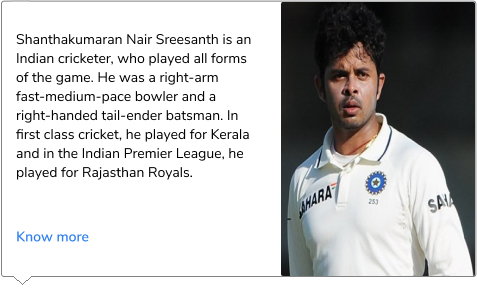 Shanthakumaran Nair Sreesanth is an
Indian cricketer, who played all forms
of the game. He was a right-arm
fast-medium-pace bowler and a
right-handed tail-ender batsman. In
first class cricket, he played for Kerala
and in the Indian Premier League, he
played for Rajasthan Royals.
Know more
SAHARA
253